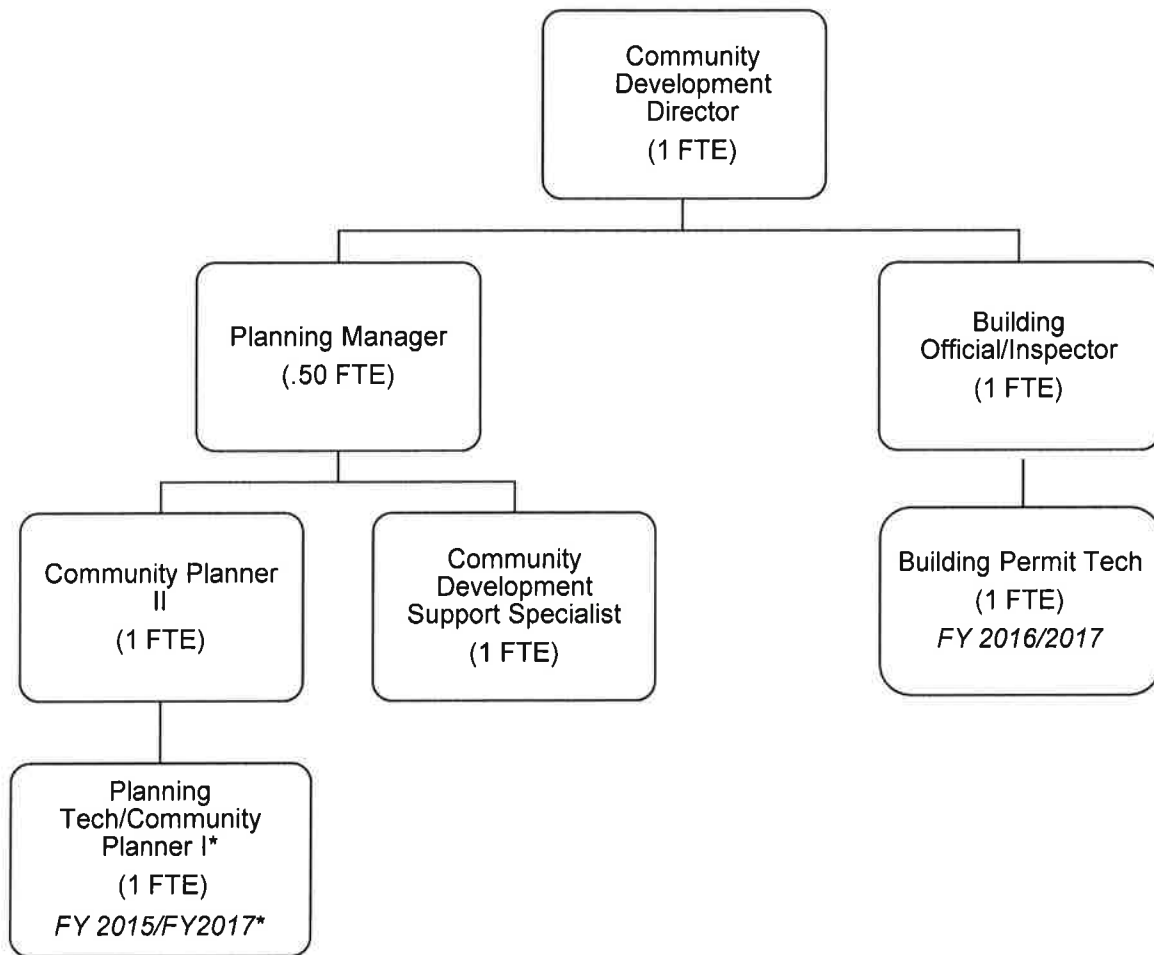 Community
Development
Director
(1 FTE)
Planning Manager
(.50 FTE)
Building
Official/Inspector
(1 FTE)
Community Planner
II
(1 FTE)
Community
Development
Support Specialist
(1 FTE)
Building Permit Tech
(1 FTE)
FY 2016/2017
Planning
Tech/Community
Planner I*
(1 FTE)
FY 2015/FY2017*